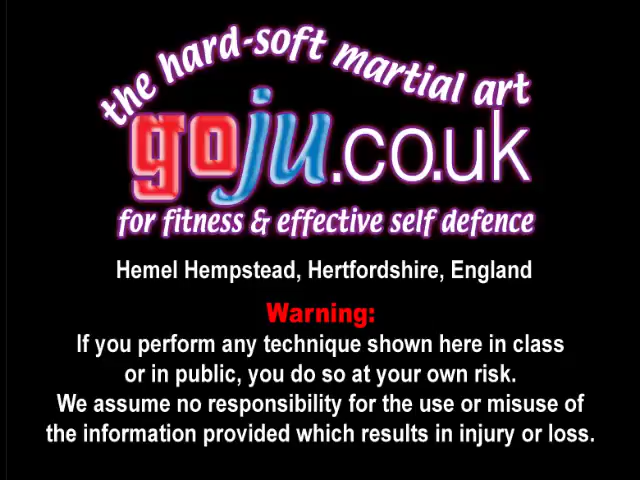 the hard-soft martial art
goju.co.uk
for fitness & effective self defence
Hemel Hempstead, Hertfordshire, England
Warning:
If you perform any technique shown here in class
or in public, you do so at your own risk.
We assume no responsibility for the use or misuse of
the information provided which results in injury or loss.